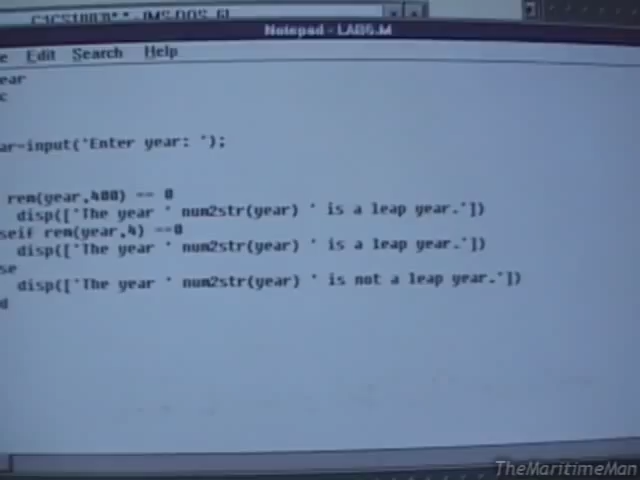 Notepad - LAB6.M
Edit Search Help
ear
c
ar=input('Enter year: ');
rem(year,400) == 0
disp(['The year ' num2str(year) ' is a leap year.'])
seif rem(year,4) ==0
disp(['The year ' num2str(year) ' is a leap year.'])
se
disp(['The year ' num2str(year) ' is not a leap year.'])
d
TheMaritimeMan